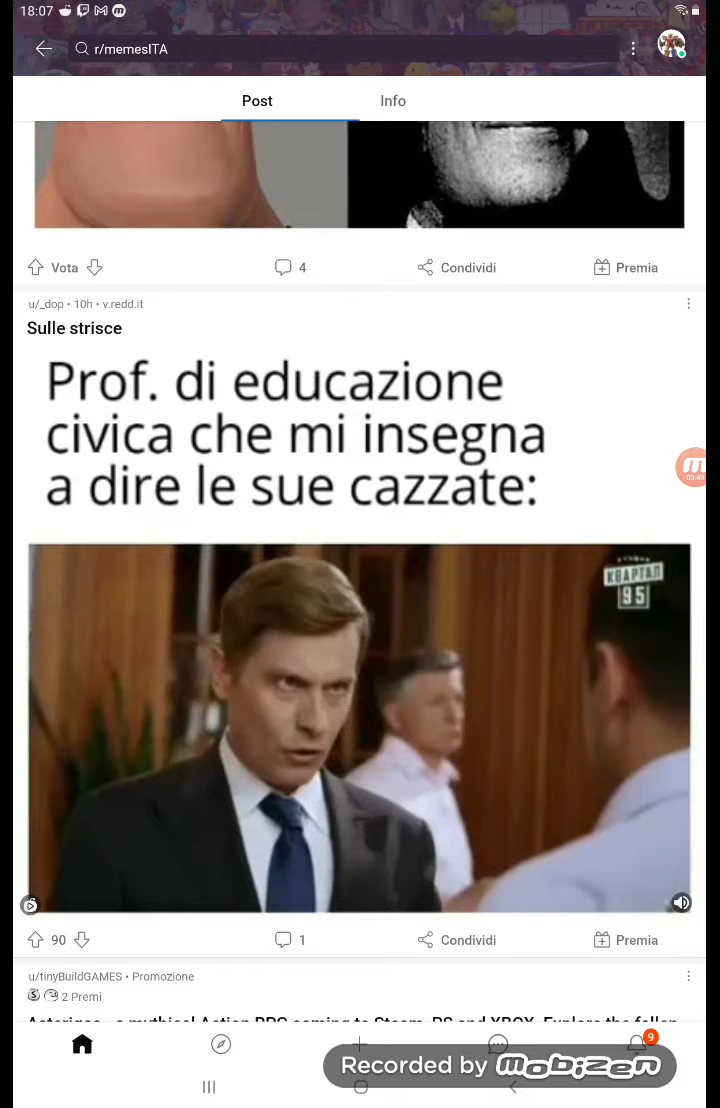 18:07
r/memesITA
Post
Info
Vota
4
Condividi
Premia
u/_dop • 10h • v.redd.it
Sulle strisce
Prof. di educazione
civica che mi insegna
a dire le sue cazzate:
КВАРТАЛ
95
03:49
90
1
Condividi
Premia
u/tinyBuildGAMES • Promozione
2 Premi
9
Recorded by mobizen